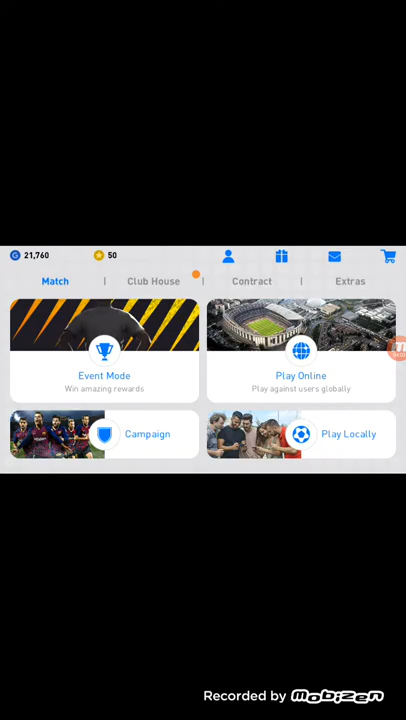 21,760
50
Match
Club House
Contract
Extras
Event Mode
Win amazing rewards
Play Online
Play against users globally
Campaign
Play Locally
Recorded by mobizen